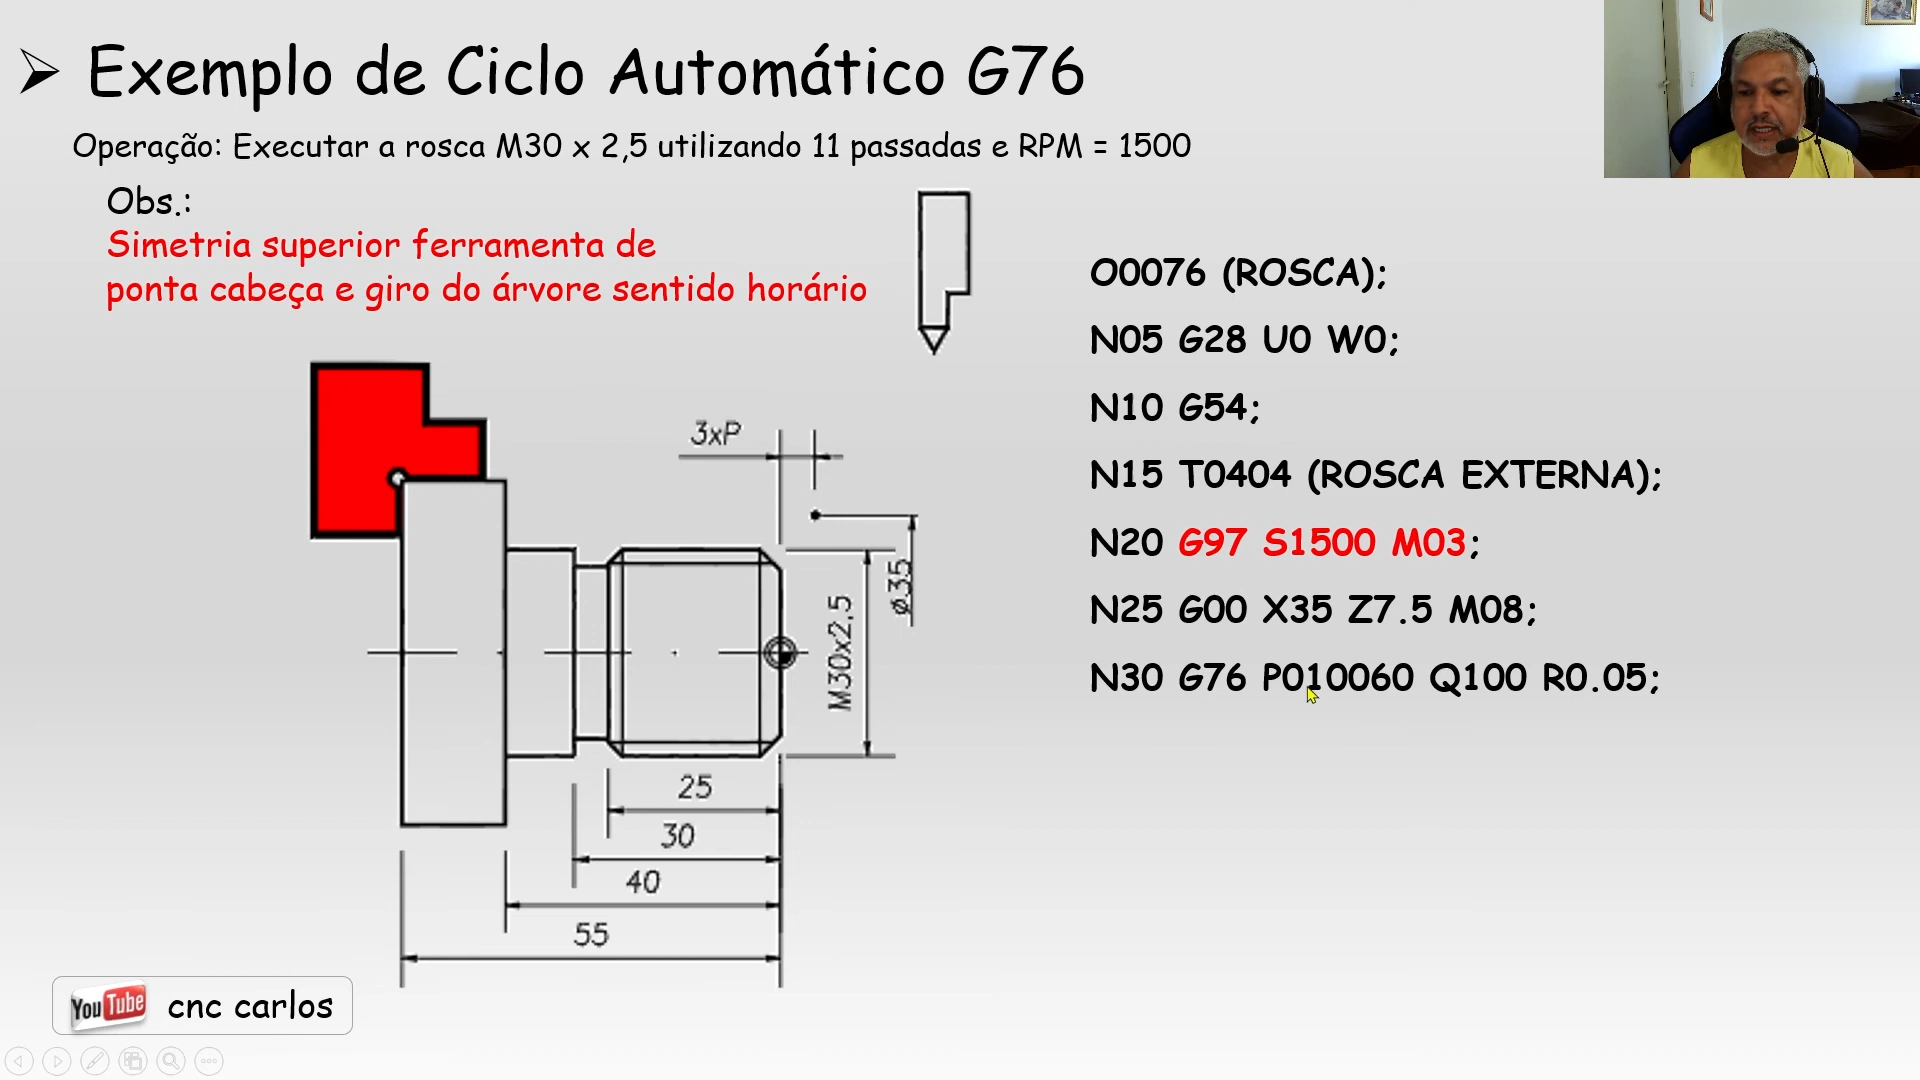 Exemplo de Ciclo Automático G76
Operação: Executar a rosca M30 x 2,5 utilizando 11 passadas e RPM = 1500
Obs.:
Simetria superior ferramenta de
ponta cabeça e giro do árvore sentido horário
O0076 (ROSCA);
N05 G28 U0 W0;
N10 G54;
N15 T0404 (ROSCA EXTERNA);
N20 G97 S1500 M03;
N25 G00 X35 Z7.5 M08;
N30 G76 P010060 Q100 R0.05;
3xP
ø35
M30x2,5
25
30
40
55
YouTube cnc carlos